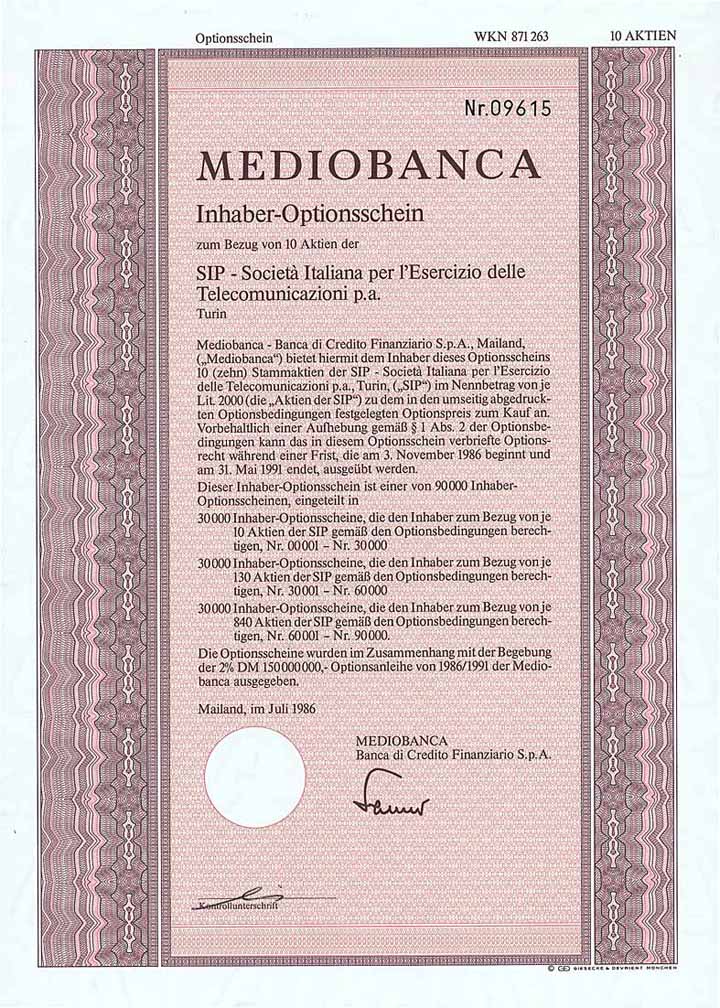 Optionsschein WKN 871 263 10 AKTIEN
Nr.09615
MEDIOBANCA
Inhaber-Optionsschein
zum Bezug von 10 Aktien der
SIP - Società Italiana per l'Esercizio delle
Telecomunicazioni p.a.
Turin
Mediobanca - Banca di Credito Finanziario S.p.A., Mailand,
(„Mediobanca") bietet hiermit dem Inhaber dieses Optionsscheins
10 (zehn) Stammaktien der SIP - Società Italiana per l'Esercizio
delle Telecomunicazioni p.a., Turin, („SIP") im Nennbetrag von je
Lit. 2000 (die „Aktien der SIP") zu dem in den umseitig abgedruck-
ten Optionsbedingungen festgelegten Optionspreis zum Kauf an.
Vorbehaltlich einer Aufhebung gemäß § 1 Abs. 2 der Optionsbe-
dingungen kann das in diesem Optionsschein verbriefte Options-
recht während einer Frist, die am 3. November 1986 beginnt und
am 31. Mai 1991 endet, ausgeübt werden.
Dieser Inhaber-Optionsschein ist einer von 90000 Inhaber-
Optionsscheinen, eingeteilt in
30000 Inhaber-Optionsscheine, die den Inhaber zum Bezug von je
10 Aktien der SIP gemäß den Optionsbedingungen berech-
tigen, Nr. 00001 – Nr. 30000
30000 Inhaber-Optionsscheine, die den Inhaber zum Bezug von je
130 Aktien der SIP gemäß den Optionsbedingungen berech-
tigen, Nr. 30001 – Nr. 60000
30000 Inhaber-Optionsscheine, die den Inhaber zum Bezug von je
840 Aktien der SIP gemäß den Optionsbedingungen berech-
tigen, Nr. 60001 – Nr. 90000.
Die Optionsscheine wurden im Zusammenhang mit der Begebung
der 2% DM 150000000,- Optionsanleihe von 1986/1991 der Medio-
banca ausgegeben.
Mailand, im Juli 1986
MEDIOBANCA
Banca di Credito Finanziario S.p.A.
Kontrollunterschrift
© GD GIESECKE & DEVRIENT MÜNCHEN